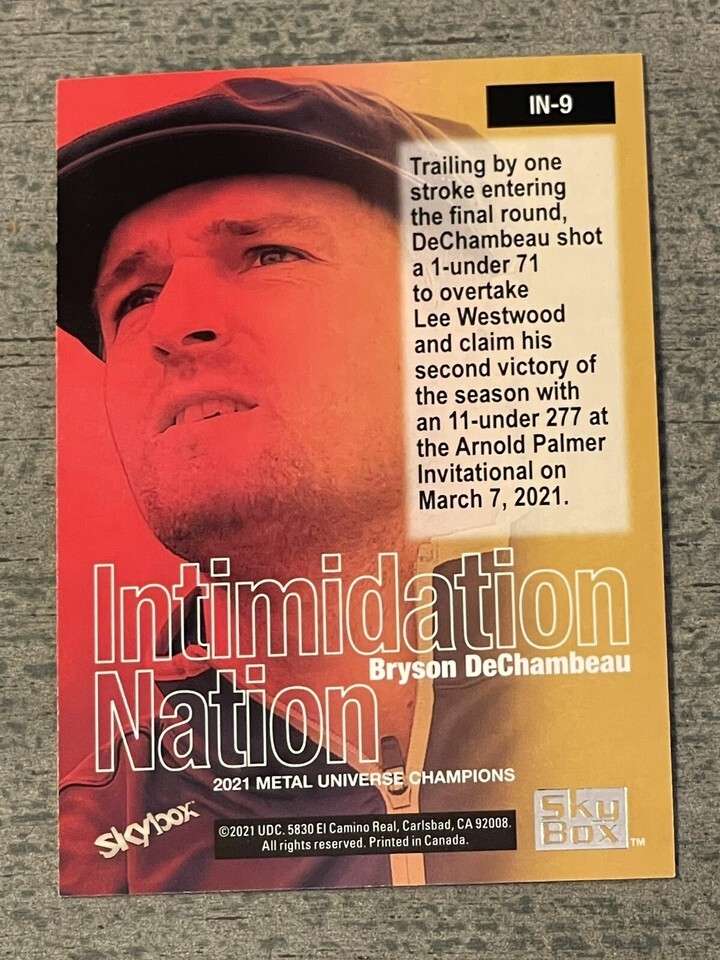 IN-9
Trailing by one
stroke entering
the final round,
DeChambeau shot
a 1-under 71
to overtake
Lee Westwood
and claim his
second victory of
the season with
an 11-under 277 at
the Arnold Palmer
Invitational on
March 7, 2021.
Intimidation
Bryson DeChambeau
Nation
2021 METAL UNIVERSE CHAMPIONS
skybox™
©2021 UDC. 5830 El Camino Real, Carlsbad, CA 92008.
All rights reserved. Printed in Canada.
Sky
Box™